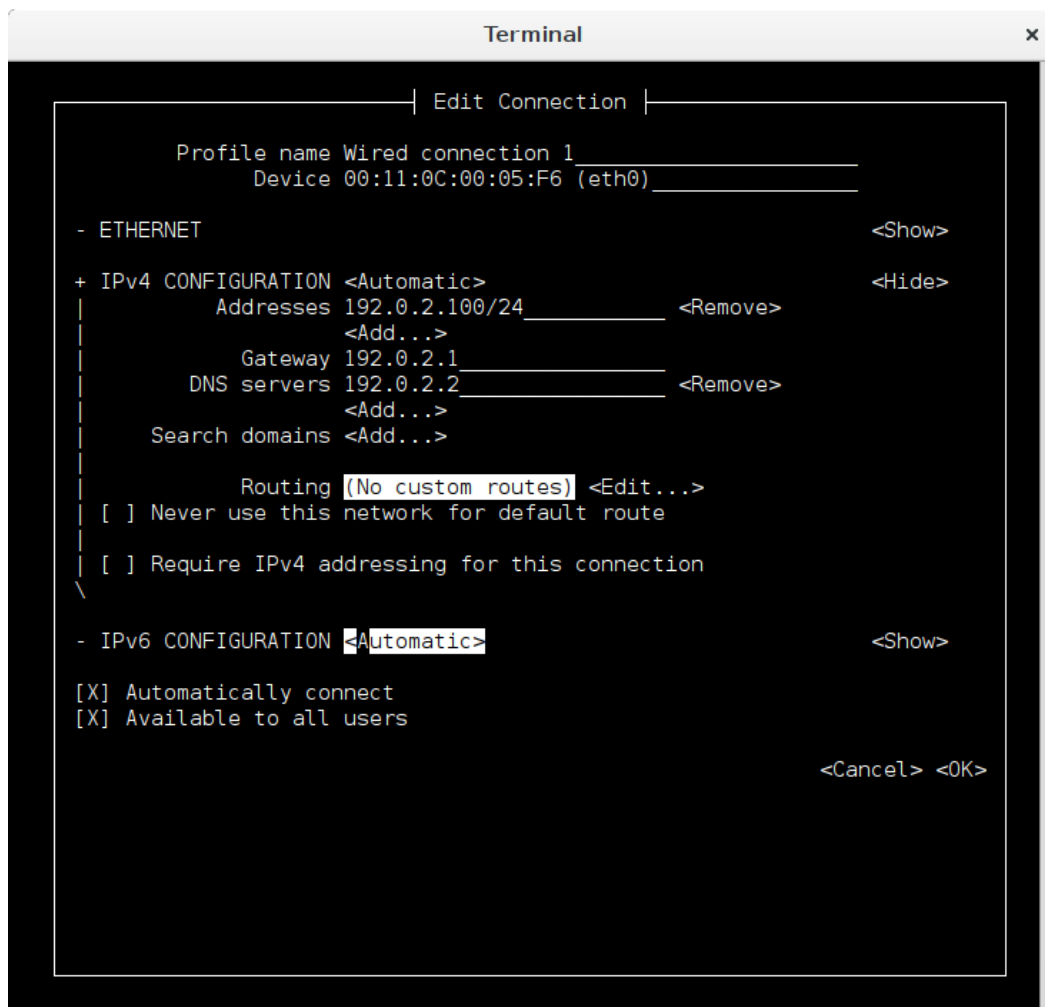 Terminal ×
Edit Connection
Profile name Wired connection 1
Device 00:11:0C:00:05:F6 (eth0)
- ETHERNET <Show>
+ IPv4 CONFIGURATION <Automatic> <Hide>
| Addresses 192.0.2.100/24 <Remove>
| <Add...>
| Gateway 192.0.2.1
| DNS servers 192.0.2.2 <Remove>
| <Add...>
| Search domains <Add...>
|
| Routing (No custom routes) <Edit...>
| [ ] Never use this network for default route
|
| [ ] Require IPv4 addressing for this connection
\
- IPv6 CONFIGURATION <Automatic> <Show>
[X] Automatically connect
[X] Available to all users
<Cancel> <OK>